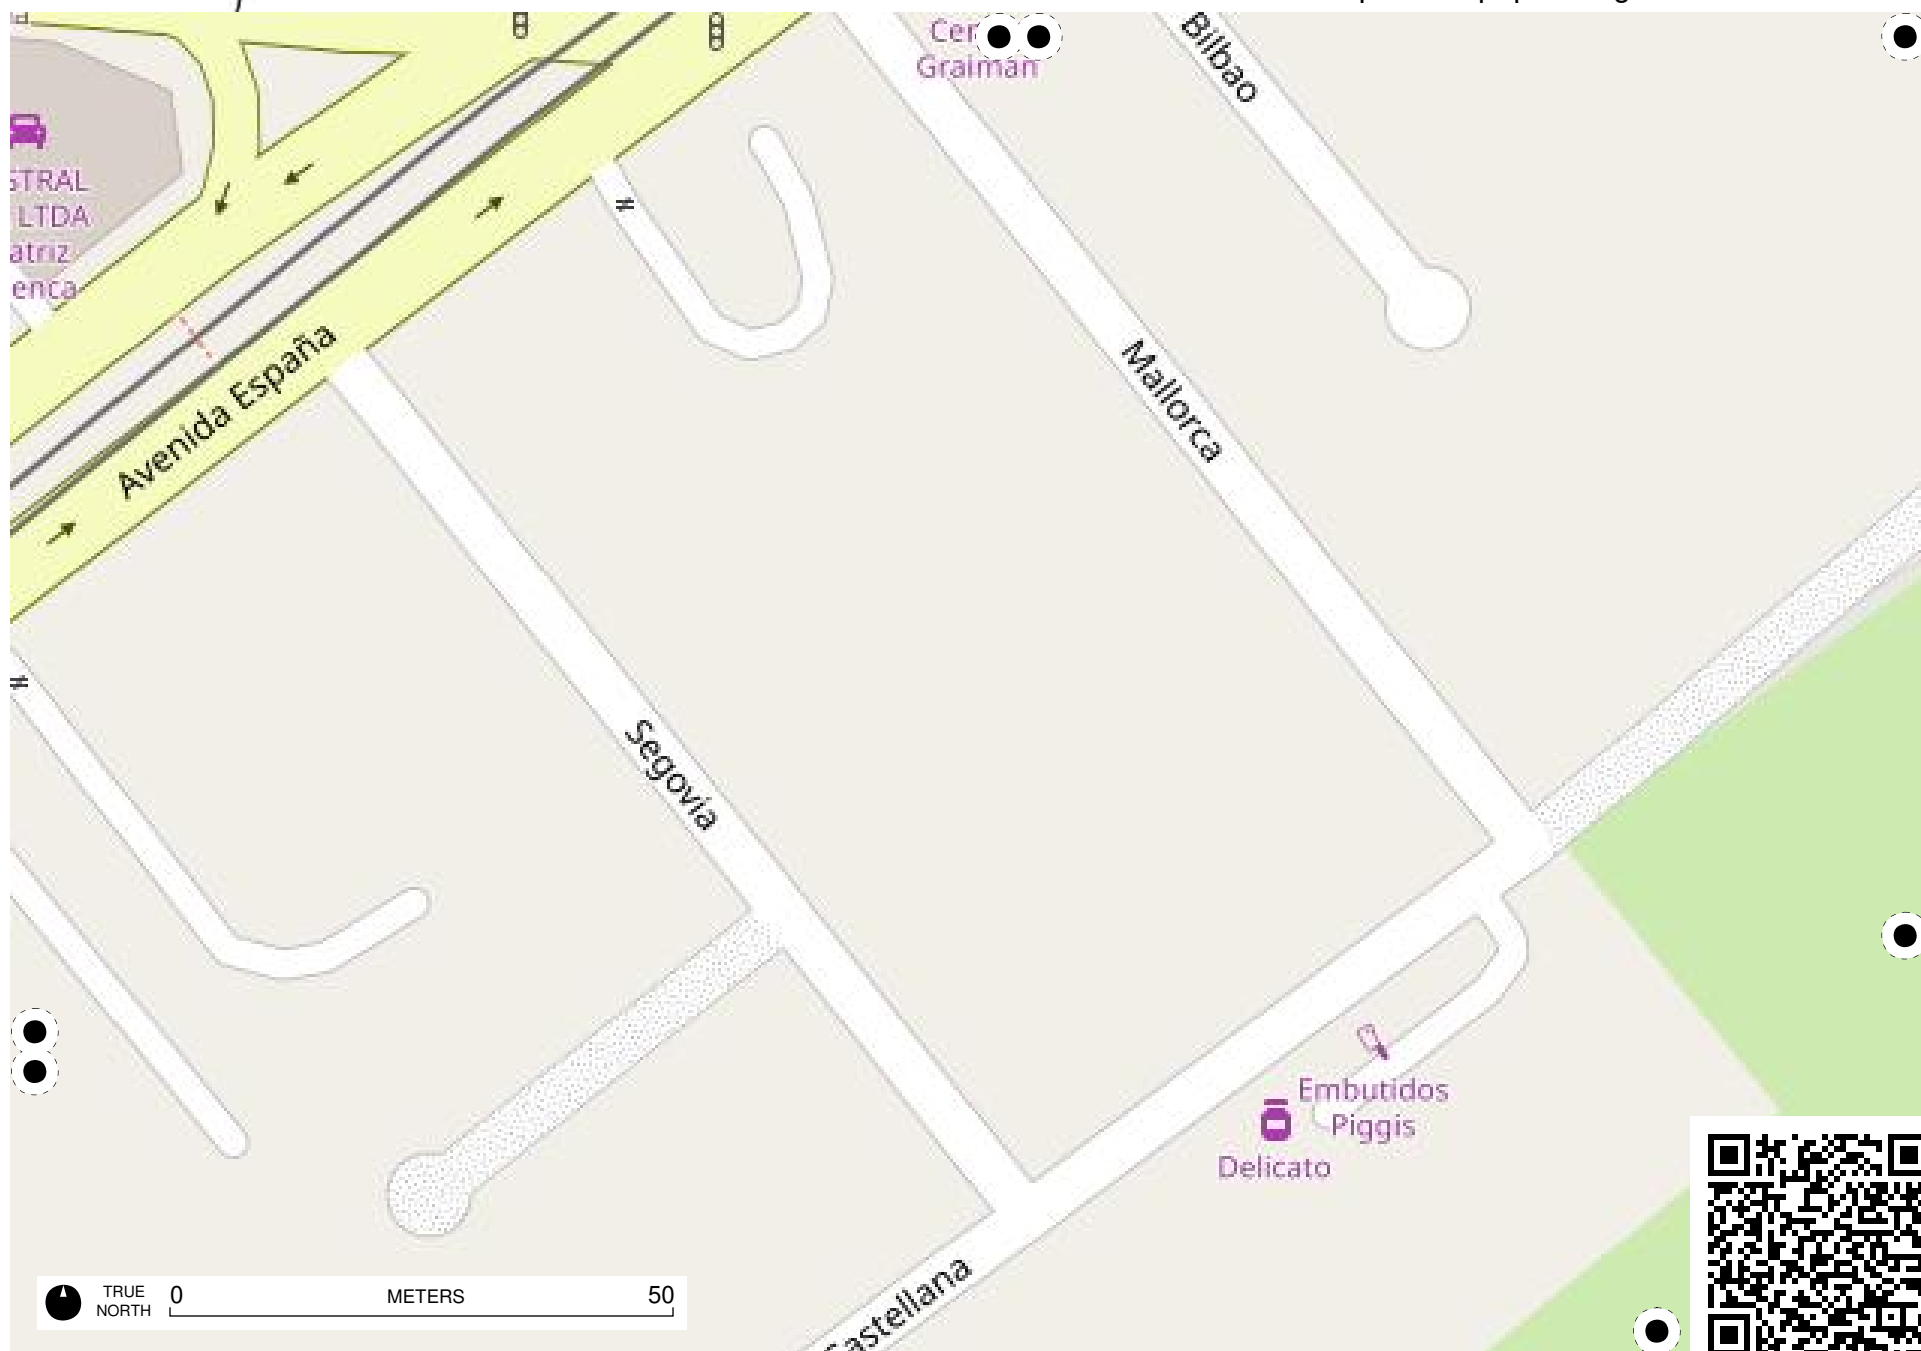 Bilbao
Graiman
STRAL
LTDA
atriz
enca
Avenida España
Mallorca
Segovia
Embutidos
Piggis
Delicato
Castellana
TRUE
NORTH
0 METERS 50